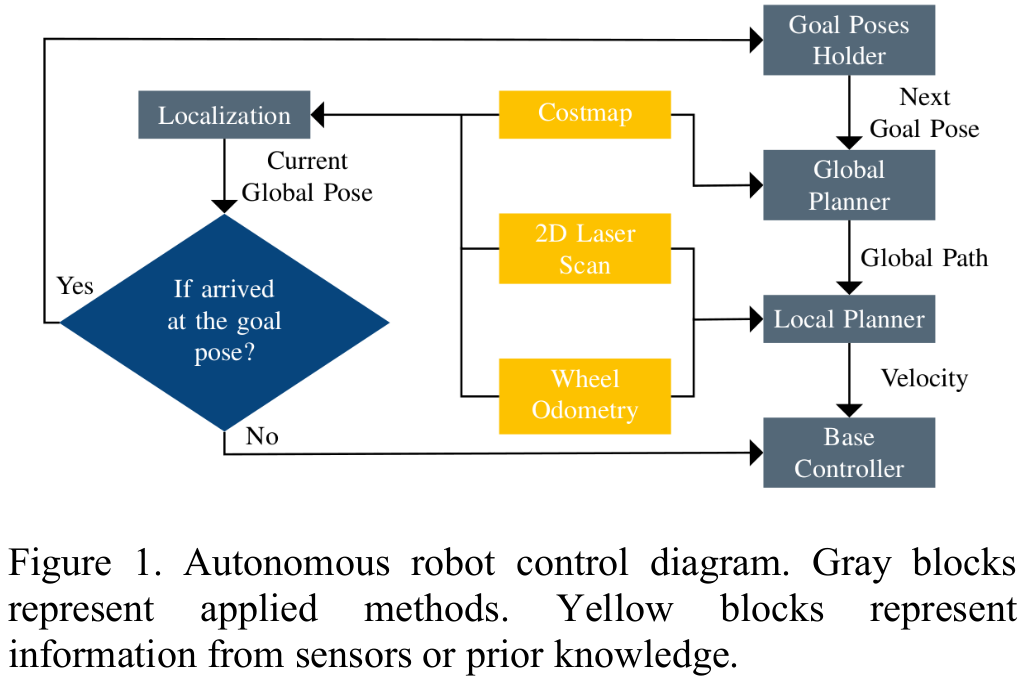 Goal Poses
Holder
Next
Goal Pose
Localization
Costmap
Current
Global Pose
Global
Planner
2D Laser
Scan
Global Path
Yes
If arrived
at the goal
pose?
Local Planner
Wheel
Odometry
Velocity
No
Base
Controller
Figure 1. Autonomous robot control diagram. Gray blocks
represent applied methods. Yellow blocks represent
information from sensors or prior knowledge.